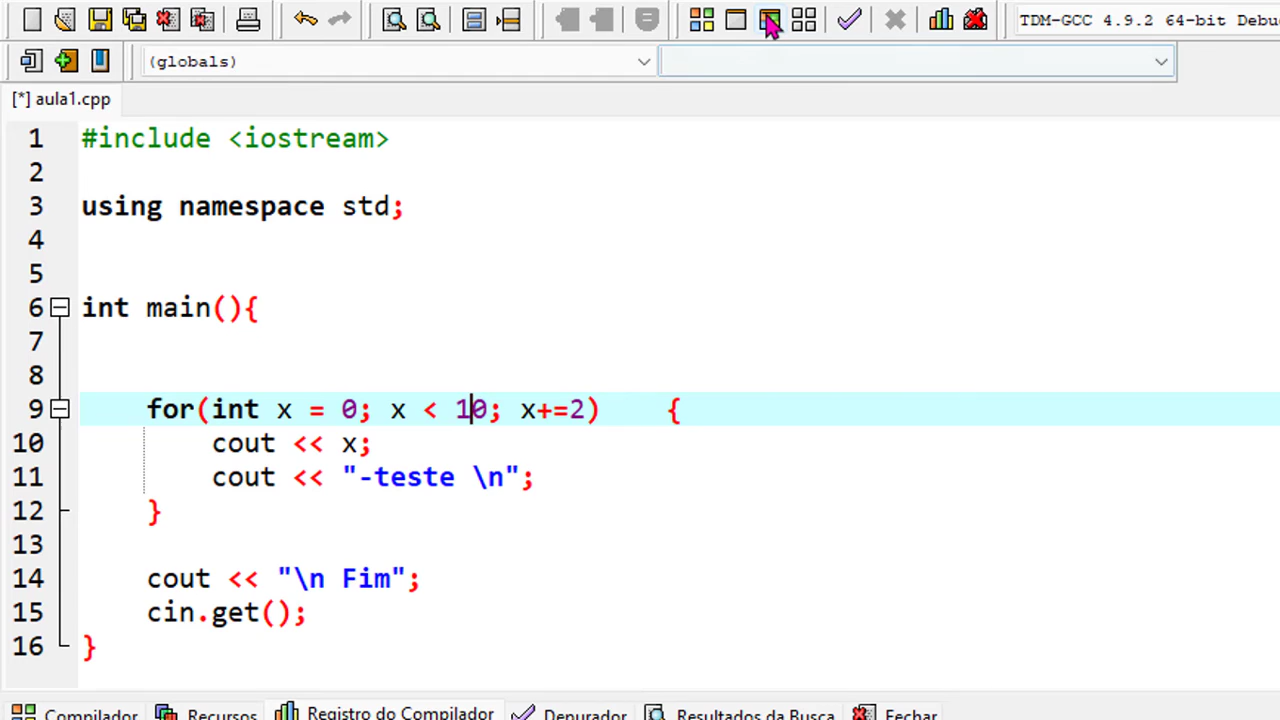 TDM-GCC 4.9.2 64-bit Debu
(globals)
[*] aula1.cpp
1 #include <iostream>
2
3 using namespace std;
4
5
6 int main(){
7
8
9 for(int x = 0; x < 10; x+=2) {
10 cout << x;
11 cout << "-teste \n";
12 }
13
14 cout << "\n Fim";
15 cin.get();
16 }
Compilador Recursos Registro do Compilador Depurador Resultados da Busca Fechar